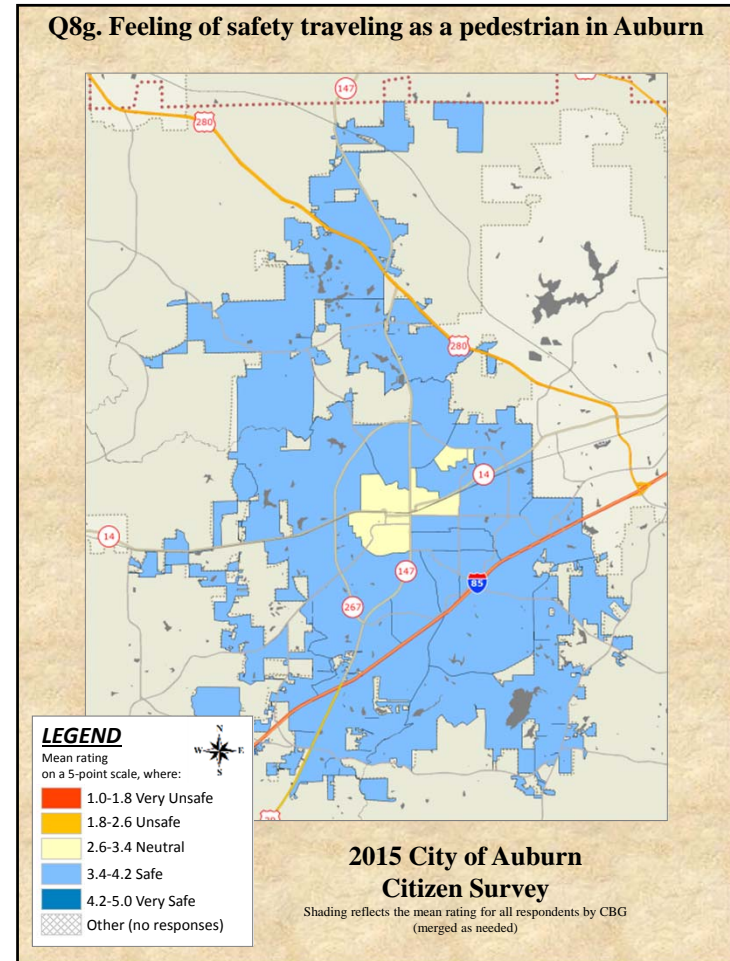 Q8g. Feeling of safety traveling as a pedestrian in Auburn
147
280
280
14
14
147
85
267
LEGEND
Mean rating
on a 5-point scale, where:
N
W E
S
1.0-1.8 Very Unsafe
1.8-2.6 Unsafe
2.6-3.4 Neutral
3.4-4.2 Safe
4.2-5.0 Very Safe
Other (no responses)
2015 City of Auburn
Citizen Survey
Shading reflects the mean rating for all respondents by CBG
(merged as needed)